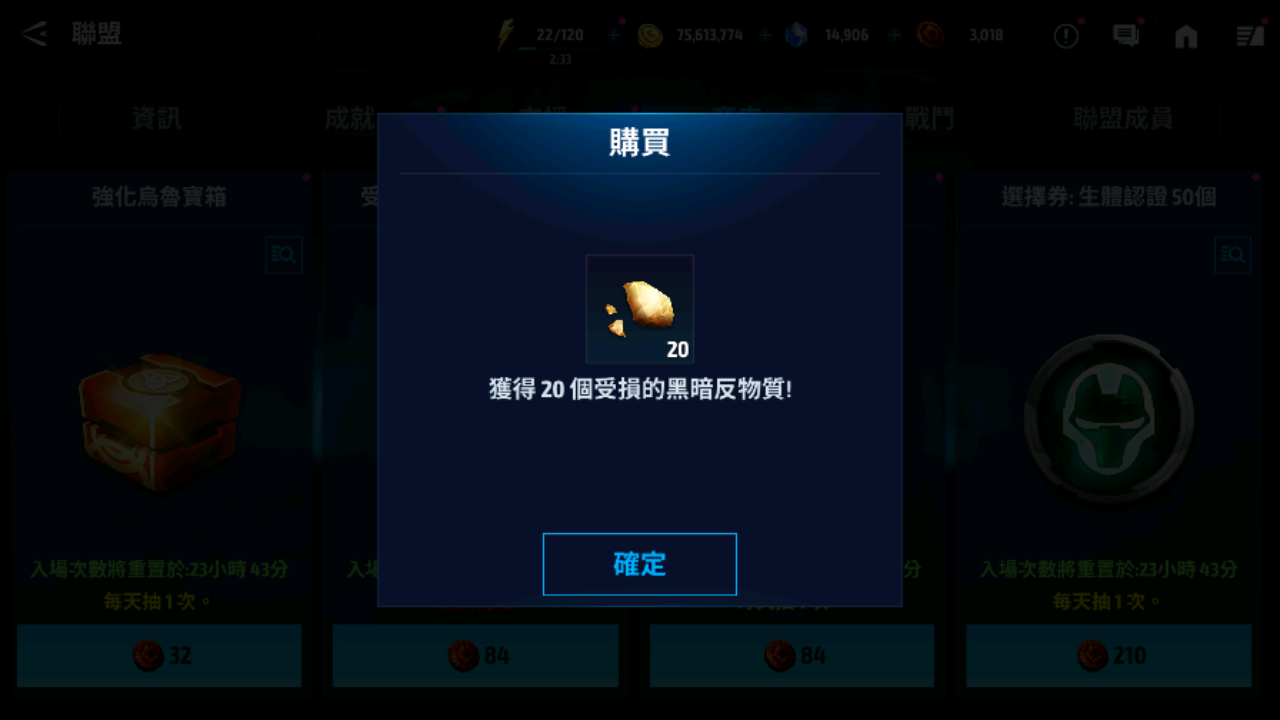 聯盟
22/120
2:33
75,613,774
14,906
3,018
資訊
成就
商店
戰鬥
聯盟成員
購買
強化烏魯寶箱
受
選擇券: 生體認證 50個
20
獲得 20 個受損的黑暗反物質!
確定
入場次數將重置於:23小時 43分
入場
分
入場次數將重置於:23小時 43分
每天抽 1 次。
每天抽 1 次。
32
84
84
210